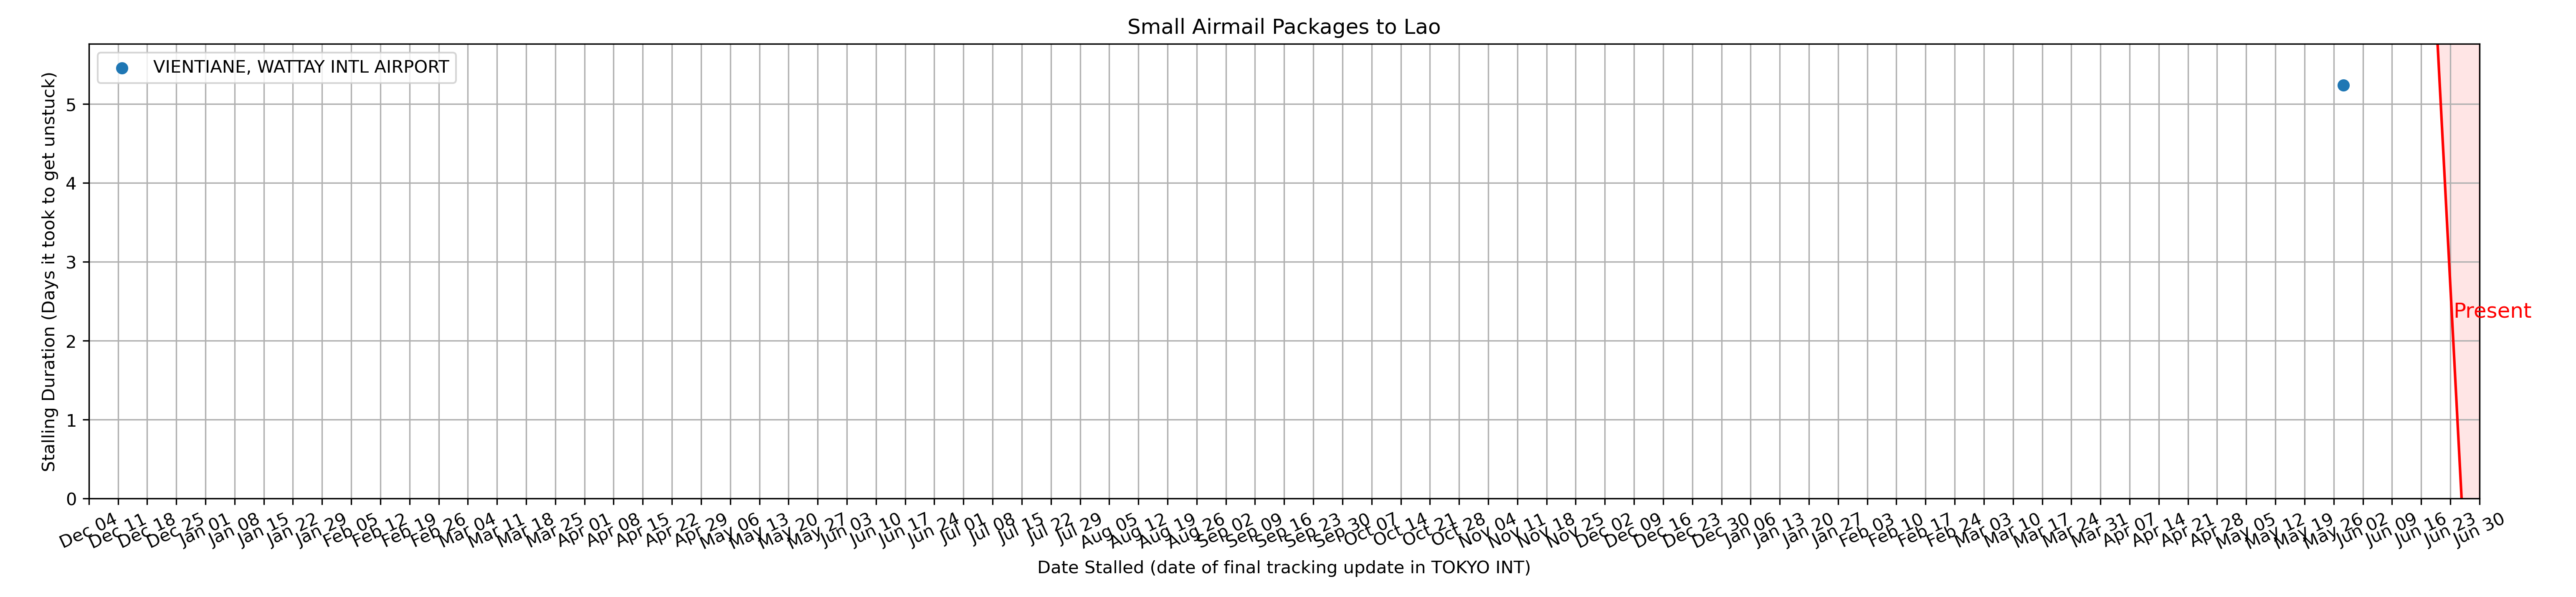 Small Airmail Packages to Lao
VIENTIANE, WATTAY INTL AIRPORT
Stalling Duration (Days it took to get unstuck)
5
4
3
2
1
0
Present
Dec 04
Dec 11
Dec 18
Dec 25
Jan 01
Jan 08
Jan 15
Jan 22
Jan 29
Feb 05
Feb 12
Feb 19
Feb 26
Mar 04
Mar 11
Mar 18
Mar 25
Apr 01
Apr 08
Apr 15
Apr 22
Apr 29
May 06
May 13
May 20
May 27
Jun 03
Jun 10
Jun 17
Jun 24
Jul 01
Jul 08
Jul 15
Jul 22
Jul 29
Aug 05
Aug 12
Aug 19
Aug 26
Sep 02
Sep 09
Sep 16
Sep 23
Sep 30
Oct 07
Oct 14
Oct 21
Oct 28
Nov 04
Nov 11
Nov 18
Nov 25
Dec 02
Dec 09
Dec 16
Dec 23
Dec 30
Jan 06
Jan 13
Jan 20
Jan 27
Feb 03
Feb 10
Feb 17
Feb 24
Mar 03
Mar 10
Mar 17
Mar 24
Mar 31
Apr 07
Apr 14
Apr 21
Apr 28
May 05
May 12
May 19
May 26
Jun 02
Jun 09
Jun 16
Jun 23
Jun 30
Date Stalled (date of final tracking update in TOKYO INT)